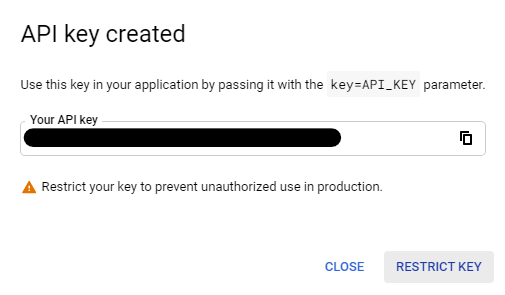 API key created
Use this key in your application by passing it with the key=API_KEY parameter.
Your API key
Restrict your key to prevent unauthorized use in production.
CLOSE RESTRICT KEY